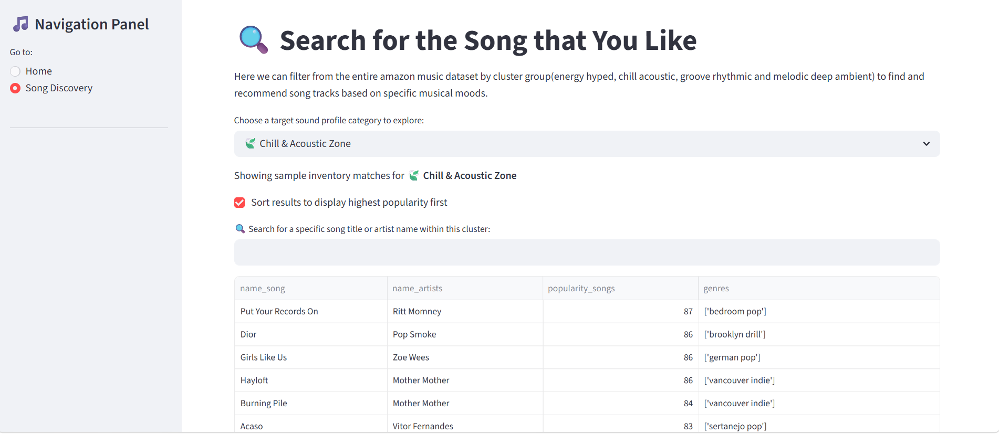 Navigation Panel
Go to:
Home
Song Discovery
Search for the Song that You Like
Here we can filter from the entire amazon music dataset by cluster group(energy hyped, chill acoustic, groove rhythmic and melodic deep ambient) to find and
recommend song tracks based on specific musical moods.
Choose a target sound profile category to explore:
Chill & Acoustic Zone
Showing sample inventory matches for Chill & Acoustic Zone
Sort results to display highest popularity first
Search for a specific song title or artist name within this cluster:
name_song name_artists popularity_songs genres
Put Your Records On Ritt Momney 87 ['bedroom pop']
Dior Pop Smoke 86 ['brooklyn drill']
Girls Like Us Zoe Wees 86 ['german pop']
Hayloft Mother Mother 86 ['vancouver indie']
Burning Pile Mother Mother 84 ['vancouver indie']
Acaso Vitor Fernandes 83 ['sertanejo pop']